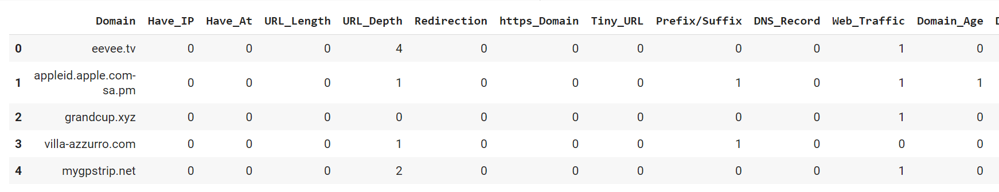 Domain Have_IP Have_At URL_Length URL_Depth Redirection https_Domain Tiny_URL Prefix/Suffix DNS_Record Web_Traffic Domain_Age
0 eevee.tv 0 0 0 4 0 0 0 0 0 1 0
appleid.apple.com-
1 0 0 0 1 0 0 0 1 0 1 1
sa.pm
2 grandcup.xyz 0 0 0 0 0 0 0 0 0 1 0
3 villa-azzurro.com 0 0 0 1 0 0 0 1 0 0 0
4 mygpstrip.net 0 0 0 2 0 0 0 0 0 1 0